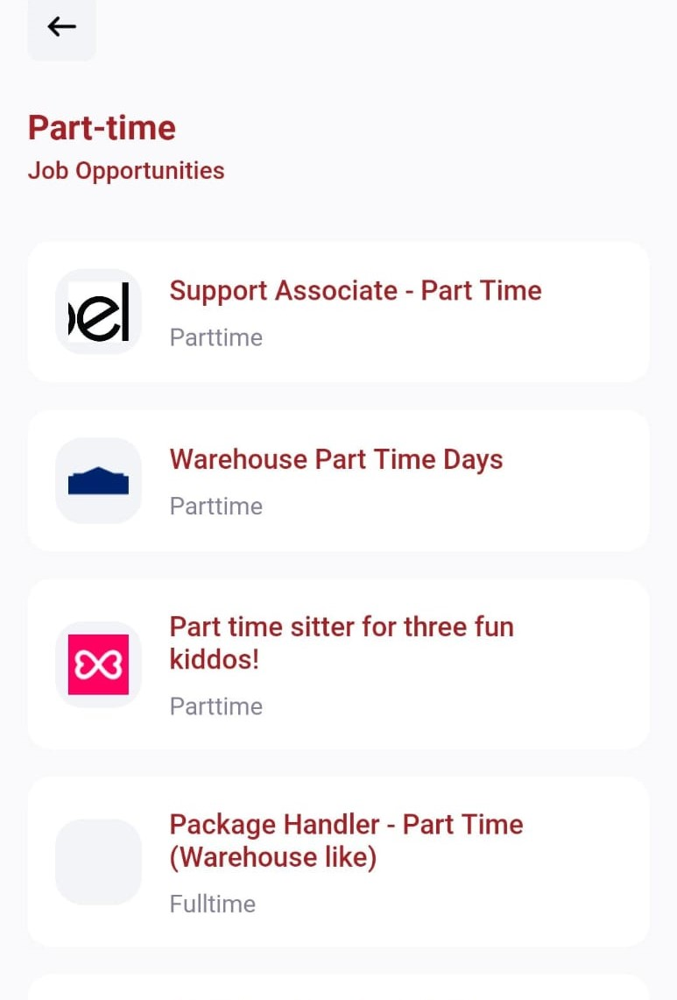 Part-time
Job Opportunities
el
Support Associate - Part Time
Parttime
Warehouse Part Time Days
Parttime
Part time sitter for three fun
kiddos!
Parttime
Package Handler - Part Time
(Warehouse like)
Fulltime